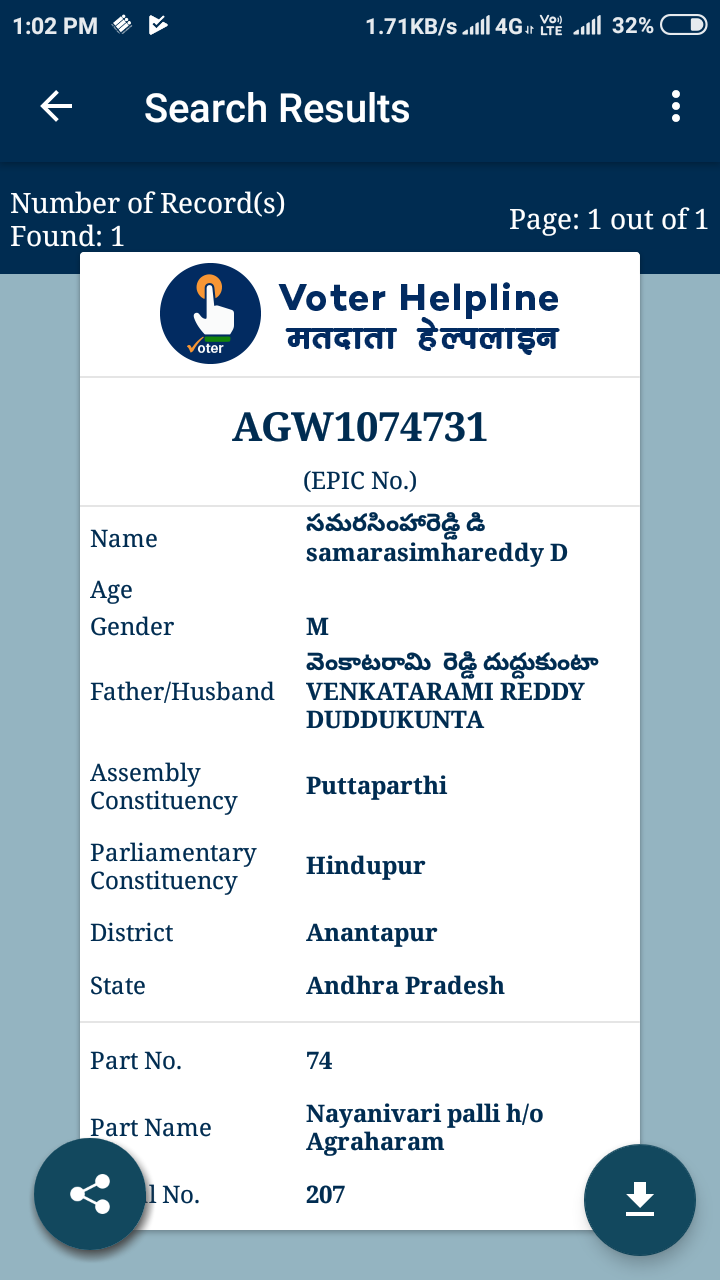 1:02 PM 1.71KB/s 4G Vo)) LTE 32%
Search Results
Number of Record(s)
Found: 1
Page: 1 out of 1
Voter
Voter Helpline
मतदाता हेल्पलाइन
AGW1074731
(EPIC No.)
Name
సమరసింహారెడ్డి డి
samarasimhareddy D
Age
Gender M
Father/Husband
వెంకాటరామి రెడ్డి దుద్దుకుంటా
VENKATARAMI REDDY
DUDDUKUNTA
Assembly
Constituency
Puttaparthi
Parliamentary
Constituency
Hindupur
District Anantapur
State Andhra Pradesh
Part No. 74
Part Name
Nayanivari palli h/o
Agraharam
l No. 207